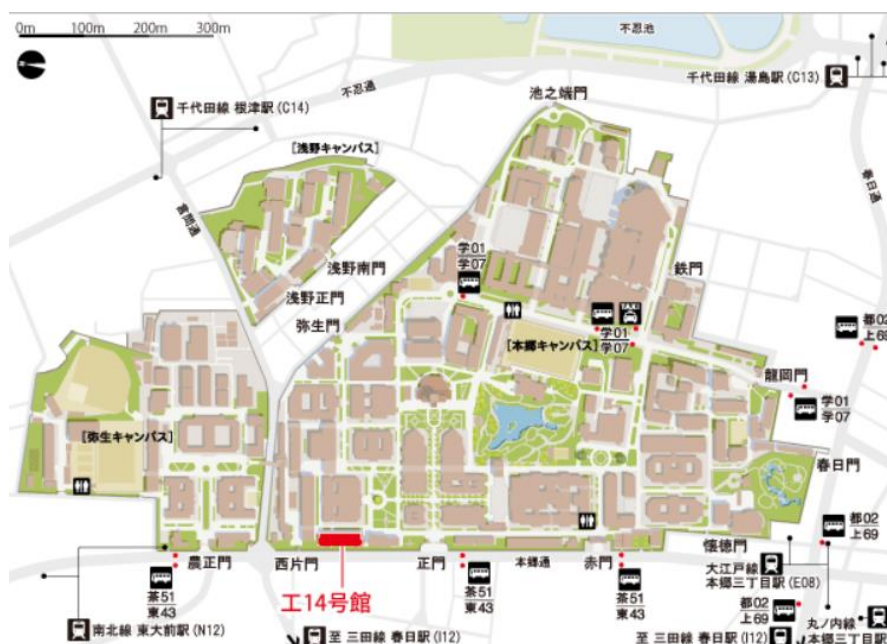 0m 100m 200m 300m
不忍池
千代田線 湯島駅 (C13)
千代田線 根津駅 (C14)
不忍通
池之端門
[浅野キャンパス]
春日通
言問通
学01
学07
鉄門
浅野南門
浅野正門
弥生門
TAXI
学01
学07
[本郷キャンパス]
都02
上69
龍岡門
学01
学07
[弥生キャンパス]
春日門
都02
上69
懐徳門
農正門
西片門
正門
本郷通
赤門
大江戸線
本郷三丁目駅(E08)
茶51
東43
工14号館
茶51
東43
茶51
東43
都02
上69
丸ノ内線
本郷三丁目駅
南北線 東大前駅(N12)
至 三田線 春日駅(I12)
至 三田線 春日駅(I12)